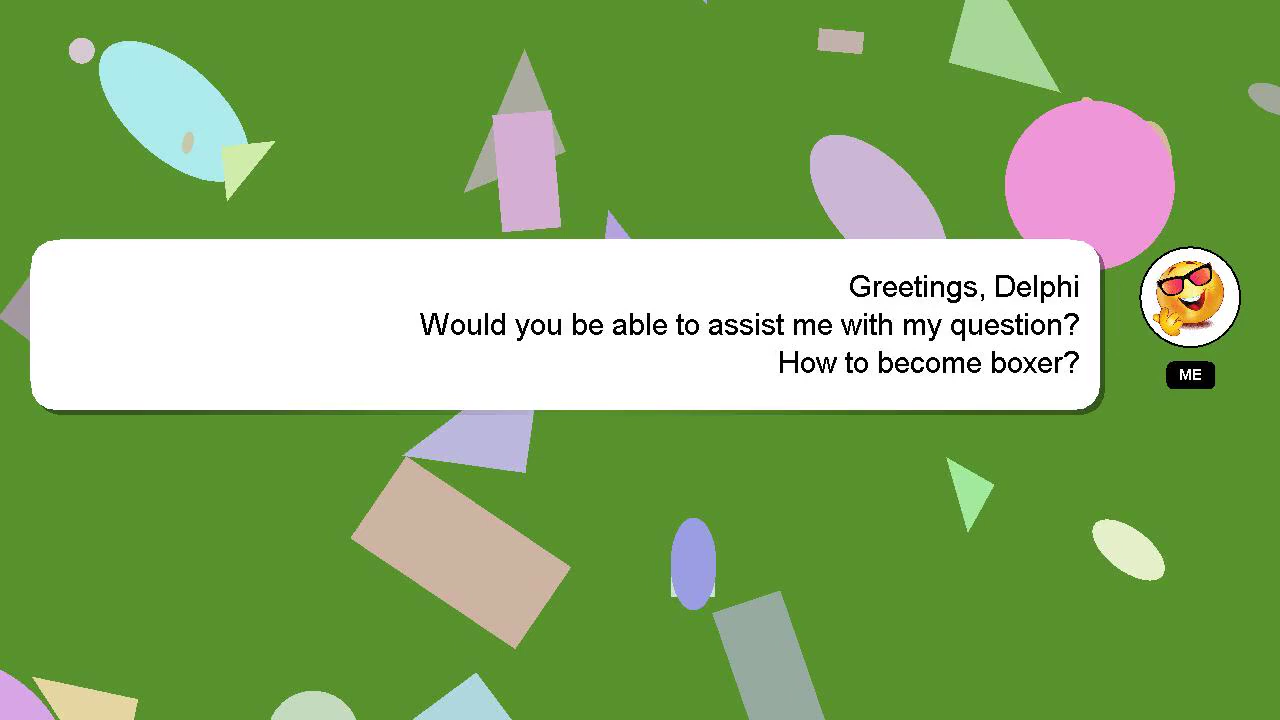 Greetings, Delphi
Would you be able to assist me with my question?
How to become boxer?
ME